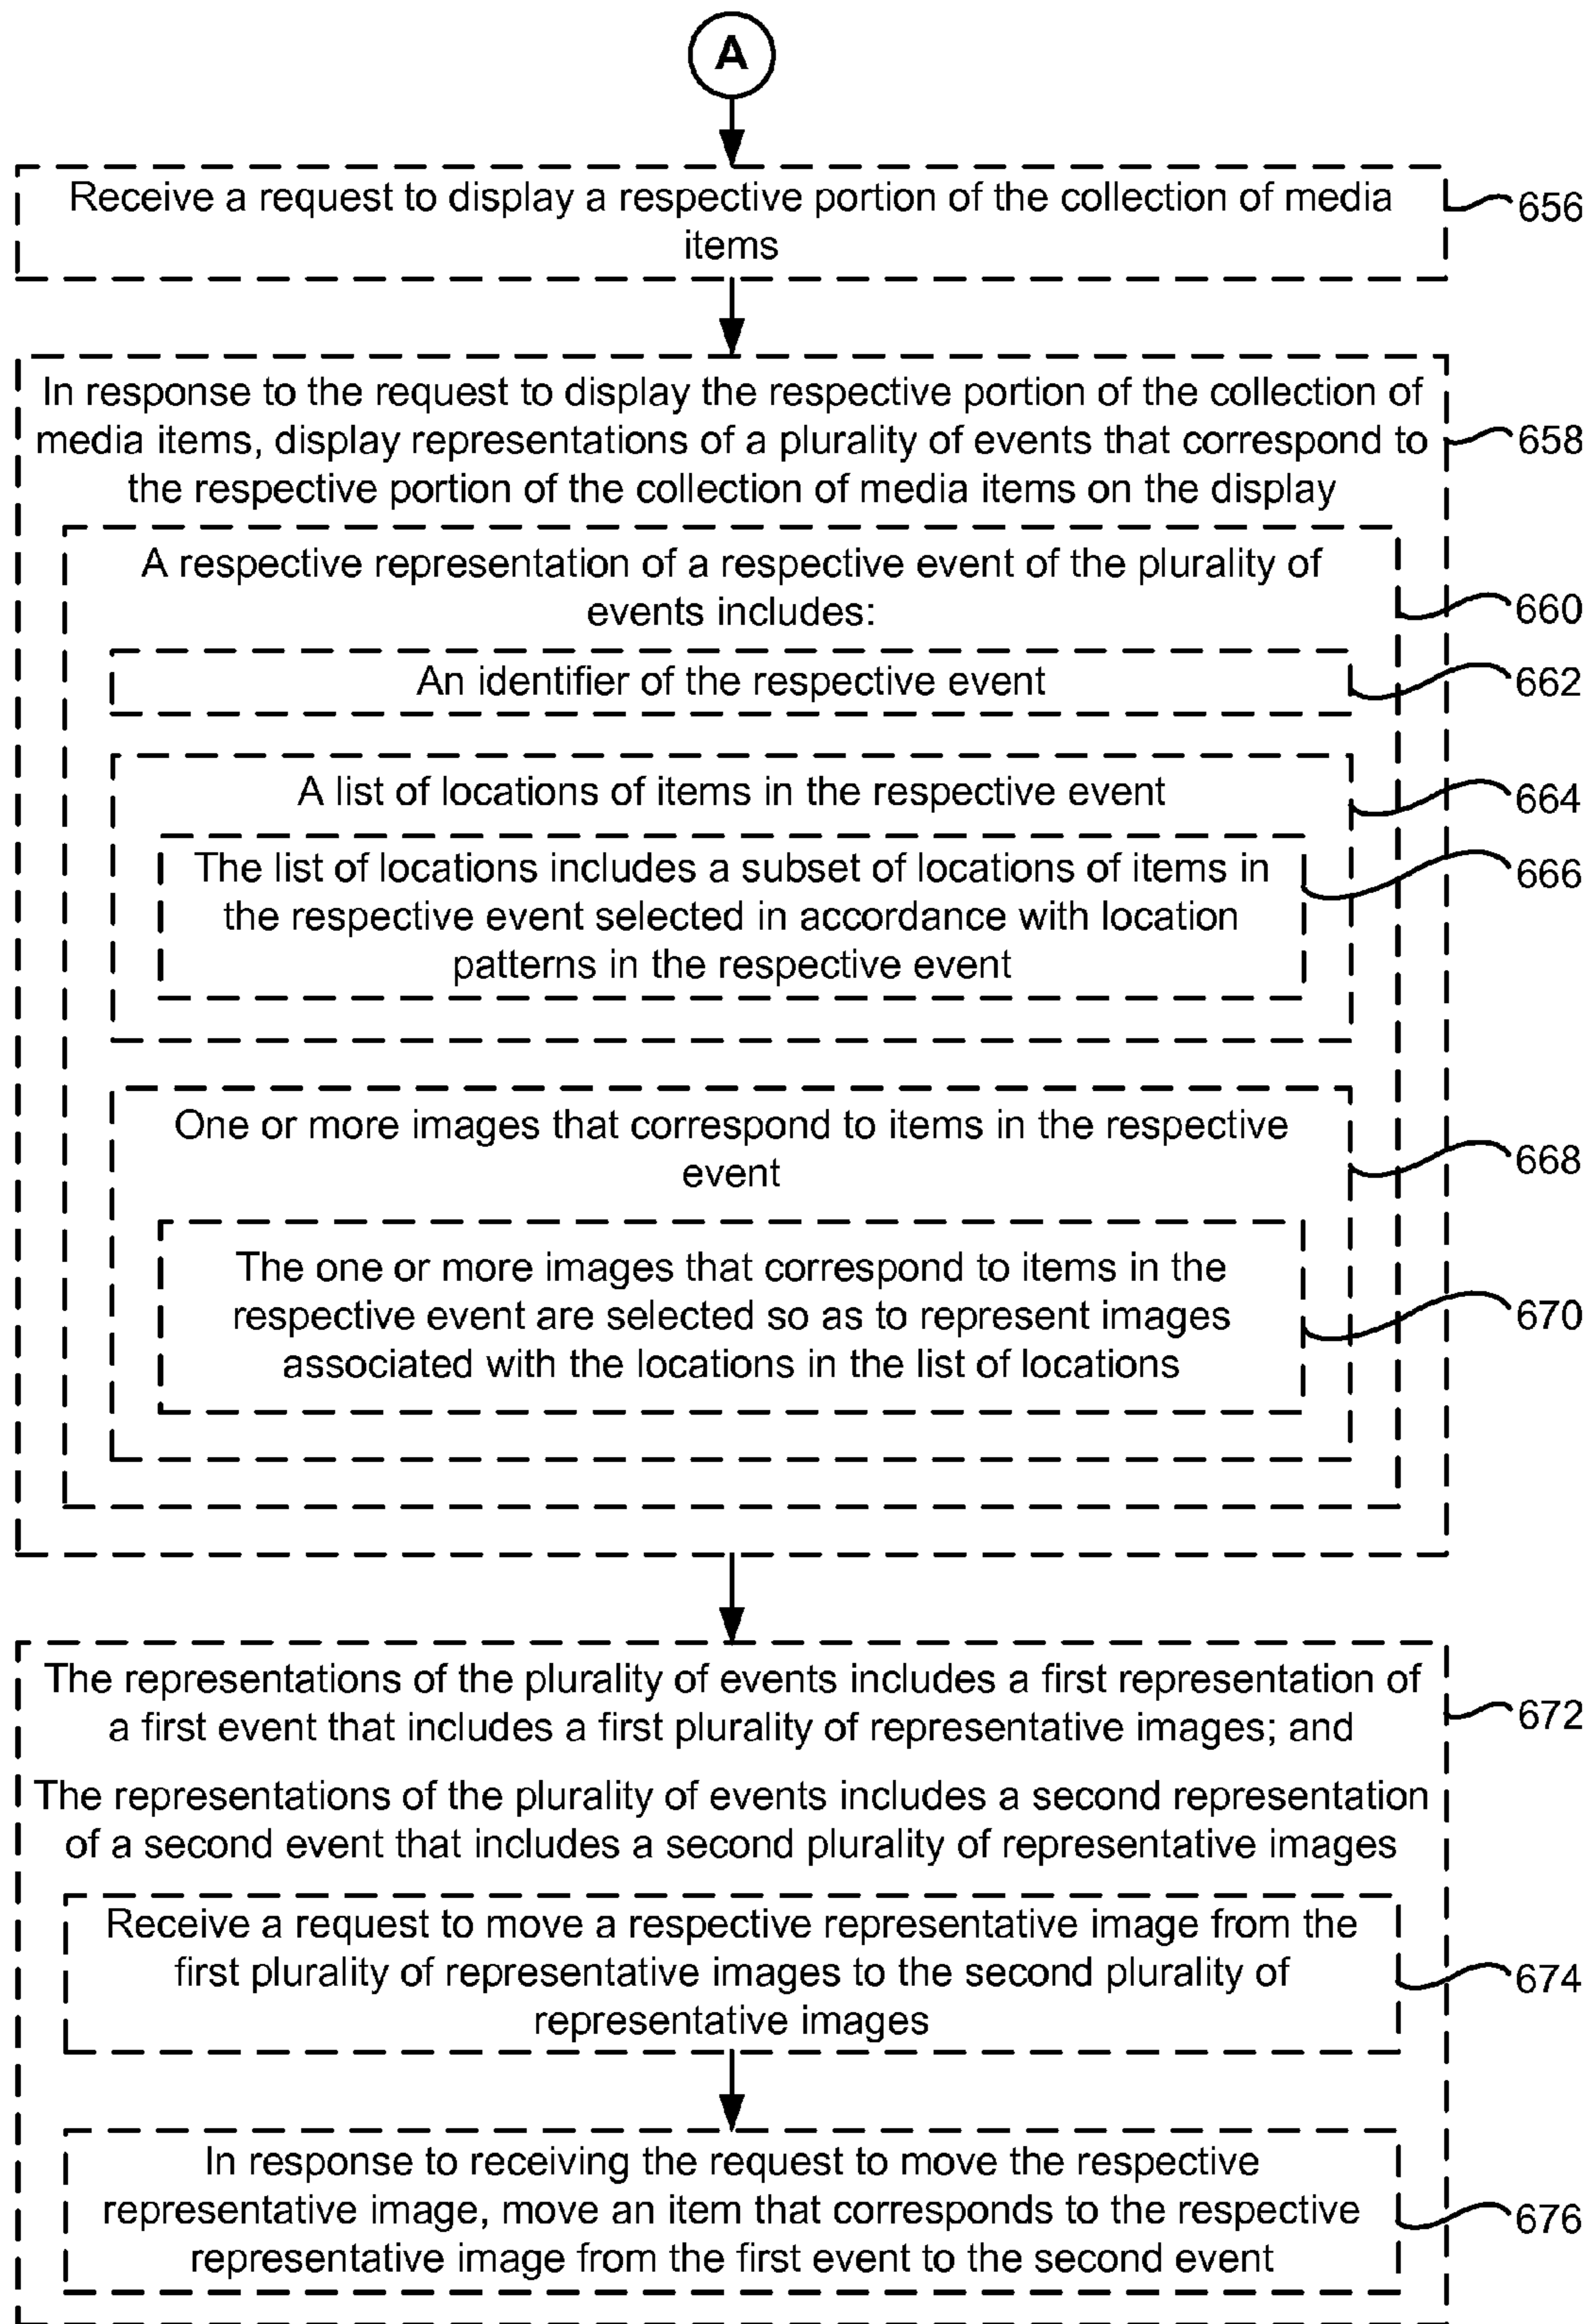 A
Receive a request to display a respective portion of the collection of media
items
656
In response to the request to display the respective portion of the collection of
media items, display representations of a plurality of events that correspond to
the respective portion of the collection of media items on the display
658
A respective representation of a respective event of the plurality of
events includes:
660
An identifier of the respective event
662
A list of locations of items in the respective event
664
The list of locations includes a subset of locations of items in
the respective event selected in accordance with location
patterns in the respective event
666
One or more images that correspond to items in the respective
event
668
The one or more images that correspond to items in the
respective event are selected so as to represent images
associated with the locations in the list of locations
670
The representations of the plurality of events includes a first representation of
a first event that includes a first plurality of representative images; and
The representations of the plurality of events includes a second representation
of a second event that includes a second plurality of representative images
672
Receive a request to move a respective representative image from the
first plurality of representative images to the second plurality of
representative images
674
In response to receiving the request to move the respective
representative image, move an item that corresponds to the respective
representative image from the first event to the second event
676